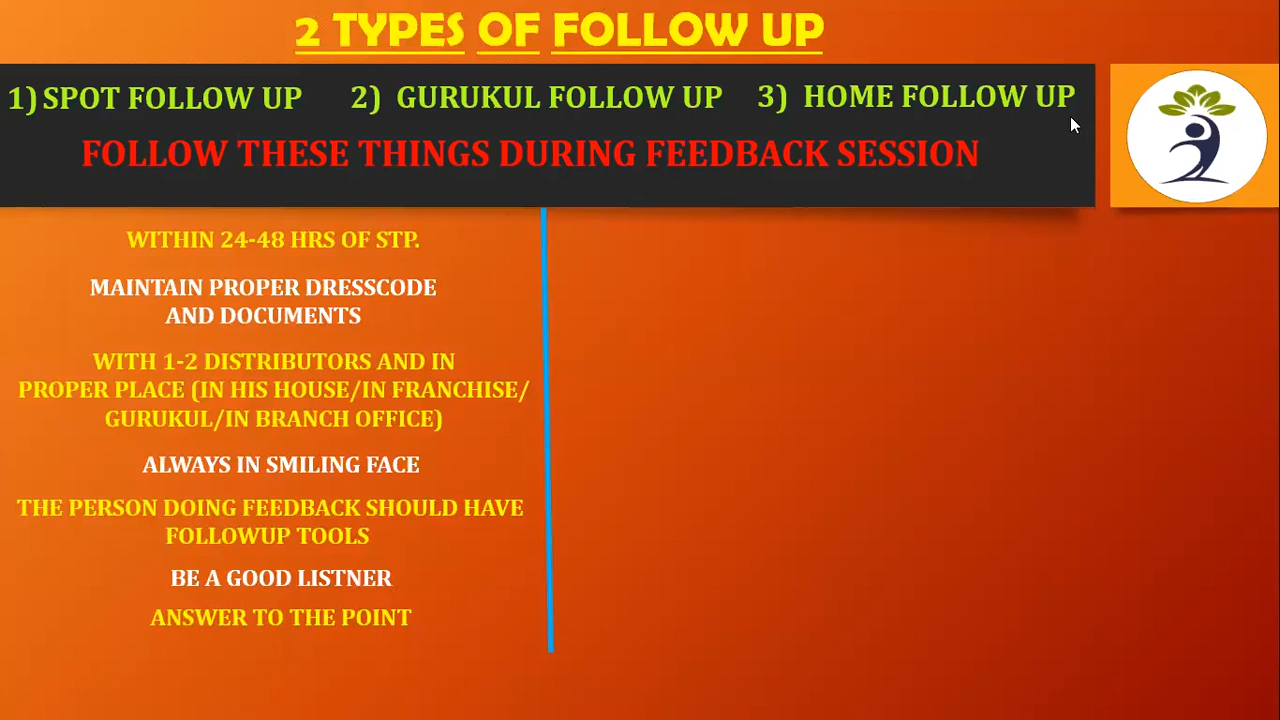 2 TYPES OF FOLLOW UP
1) SPOT FOLLOW UP 2) GURUKUL FOLLOW UP 3) HOME FOLLOW UP
FOLLOW THESE THINGS DURING FEEDBACK SESSION
WITHIN 24-48 HRS OF STP.
MAINTAIN PROPER DRESSCODE
AND DOCUMENTS
WITH 1-2 DISTRIBUTORS AND IN
PROPER PLACE (IN HIS HOUSE/IN FRANCHISE/
GURUKUL/IN BRANCH OFFICE)
ALWAYS IN SMILING FACE
THE PERSON DOING FEEDBACK SHOULD HAVE
FOLLOWUP TOOLS
BE A GOOD LISTNER
ANSWER TO THE POINT